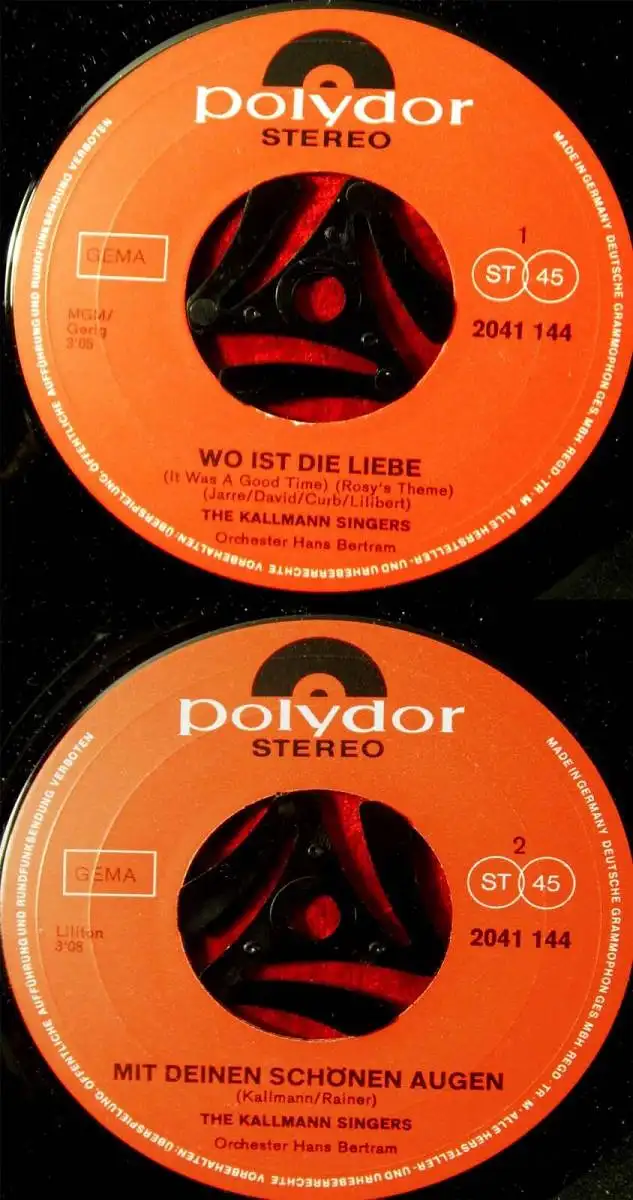 polydor
STEREO
GEMA
1
ST 45
MGM/
Gerig
3'05
2041 144
WO IST DIE LIEBE
(It Was A Good Time) (Rosy's Theme)
(Jarre/David/Curb/Lilibert)
THE KALLMANN SINGERS
Orchester Hans Bertram
MADE IN GERMANY DEUTSCHE GRAMMOPHON GES. MBH · REGD · TR · M · ALLE HERSTELLER- UND URHEBERRECHTE VORBEHALTEN · ÜBERSPIELUNG, ÖFFENTLICHE AUFFÜHRUNG UND RUNDFUNKSENDUNG VERBOTEN
polydor
STEREO
GEMA
2
ST 45
Liliton
3'08
2041 144
MIT DEINEN SCHÖNEN AUGEN
(Kallmann/Rainer)
THE KALLMANN SINGERS
Orchester Hans Bertram
MADE IN GERMANY DEUTSCHE GRAMMOPHON GES. MBH · REGD · TR · M · ALLE HERSTELLER- UND URHEBERRECHTE VORBEHALTEN · ÜBERSPIELUNG, ÖFFENTLICHE AUFFÜHRUNG UND RUNDFUNKSENDUNG VERBOTEN